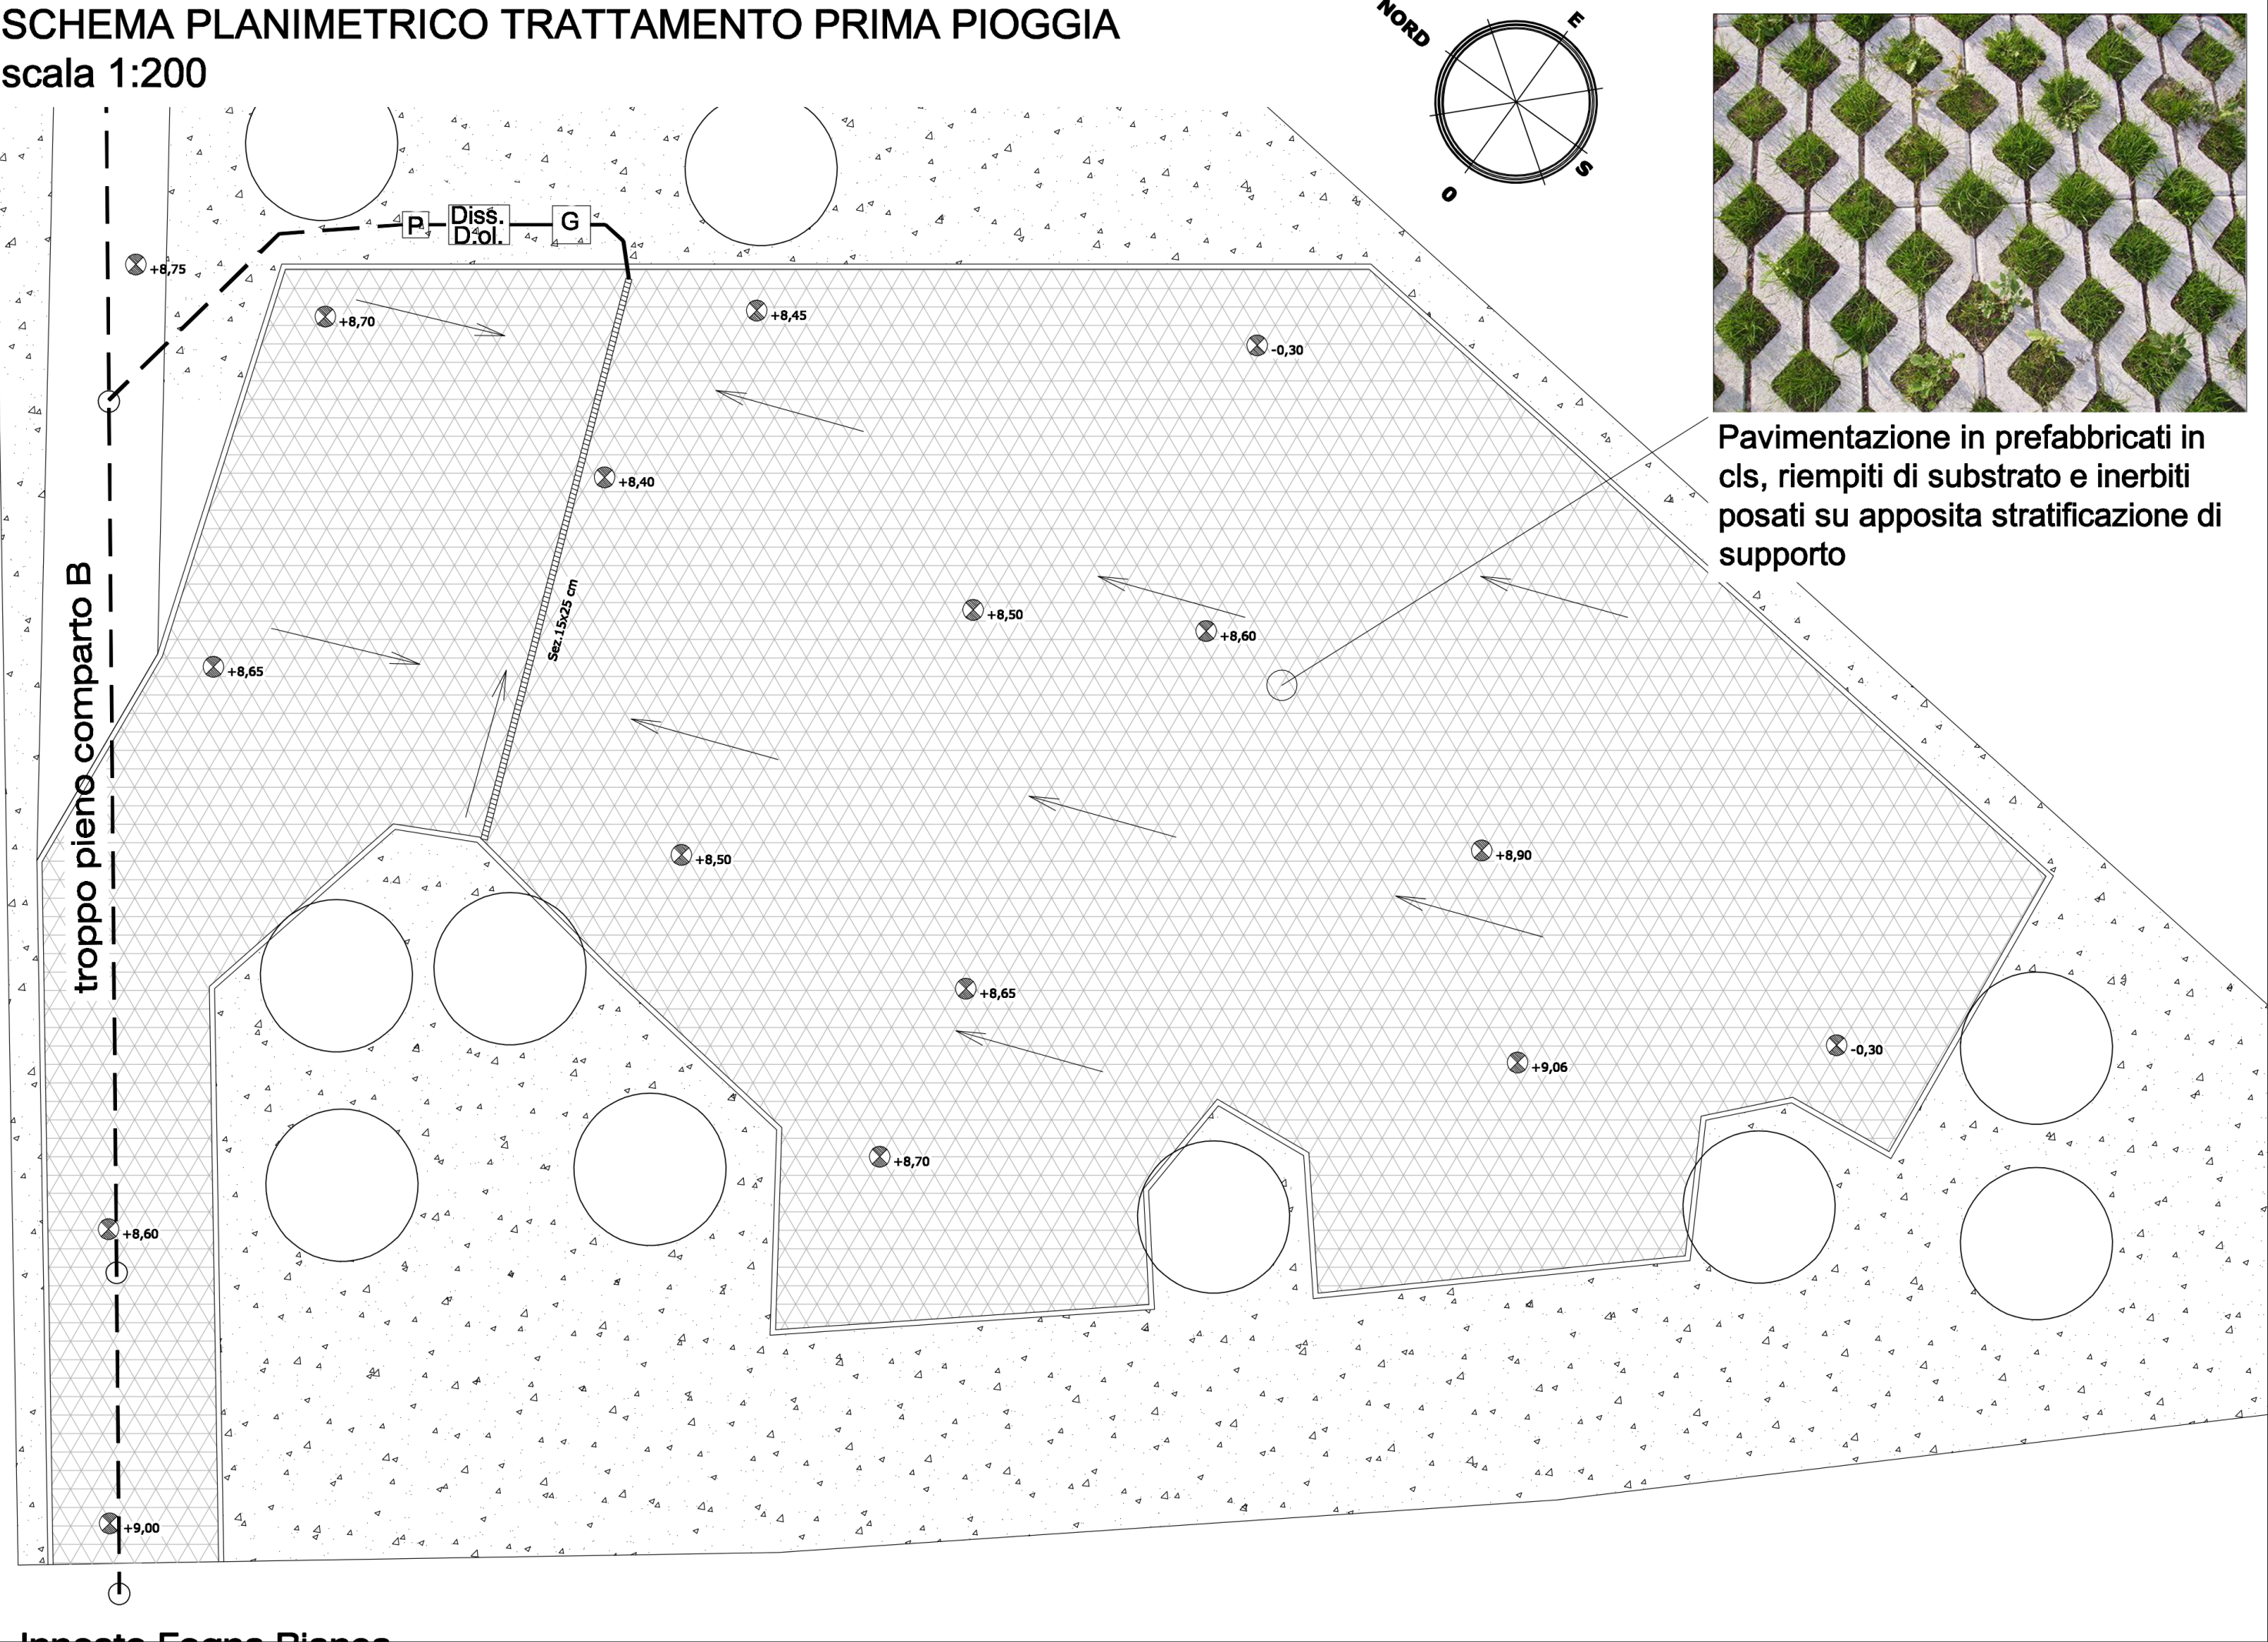 SCHEMA PLANIMETRICO TRATTAMENTO PRIMA PIOGGIA
scala 1:200
NORD
E
S
O
Pavimentazione in prefabbricati in
cls, riempiti di substrato e inerbiti
posati su apposita stratificazione di
supporto
P
Diss.
D.ol.
G
+8,75
+8,70
+8,45
-0,30
+8,40
Sez.15x25 cm
+8,50
+8,60
+8,65
troppo pieno comparto B
+8,50
+8,90
+8,65
-0,30
+9,06
+8,70
+8,60
+9,00
Innesto Fogna Bianca